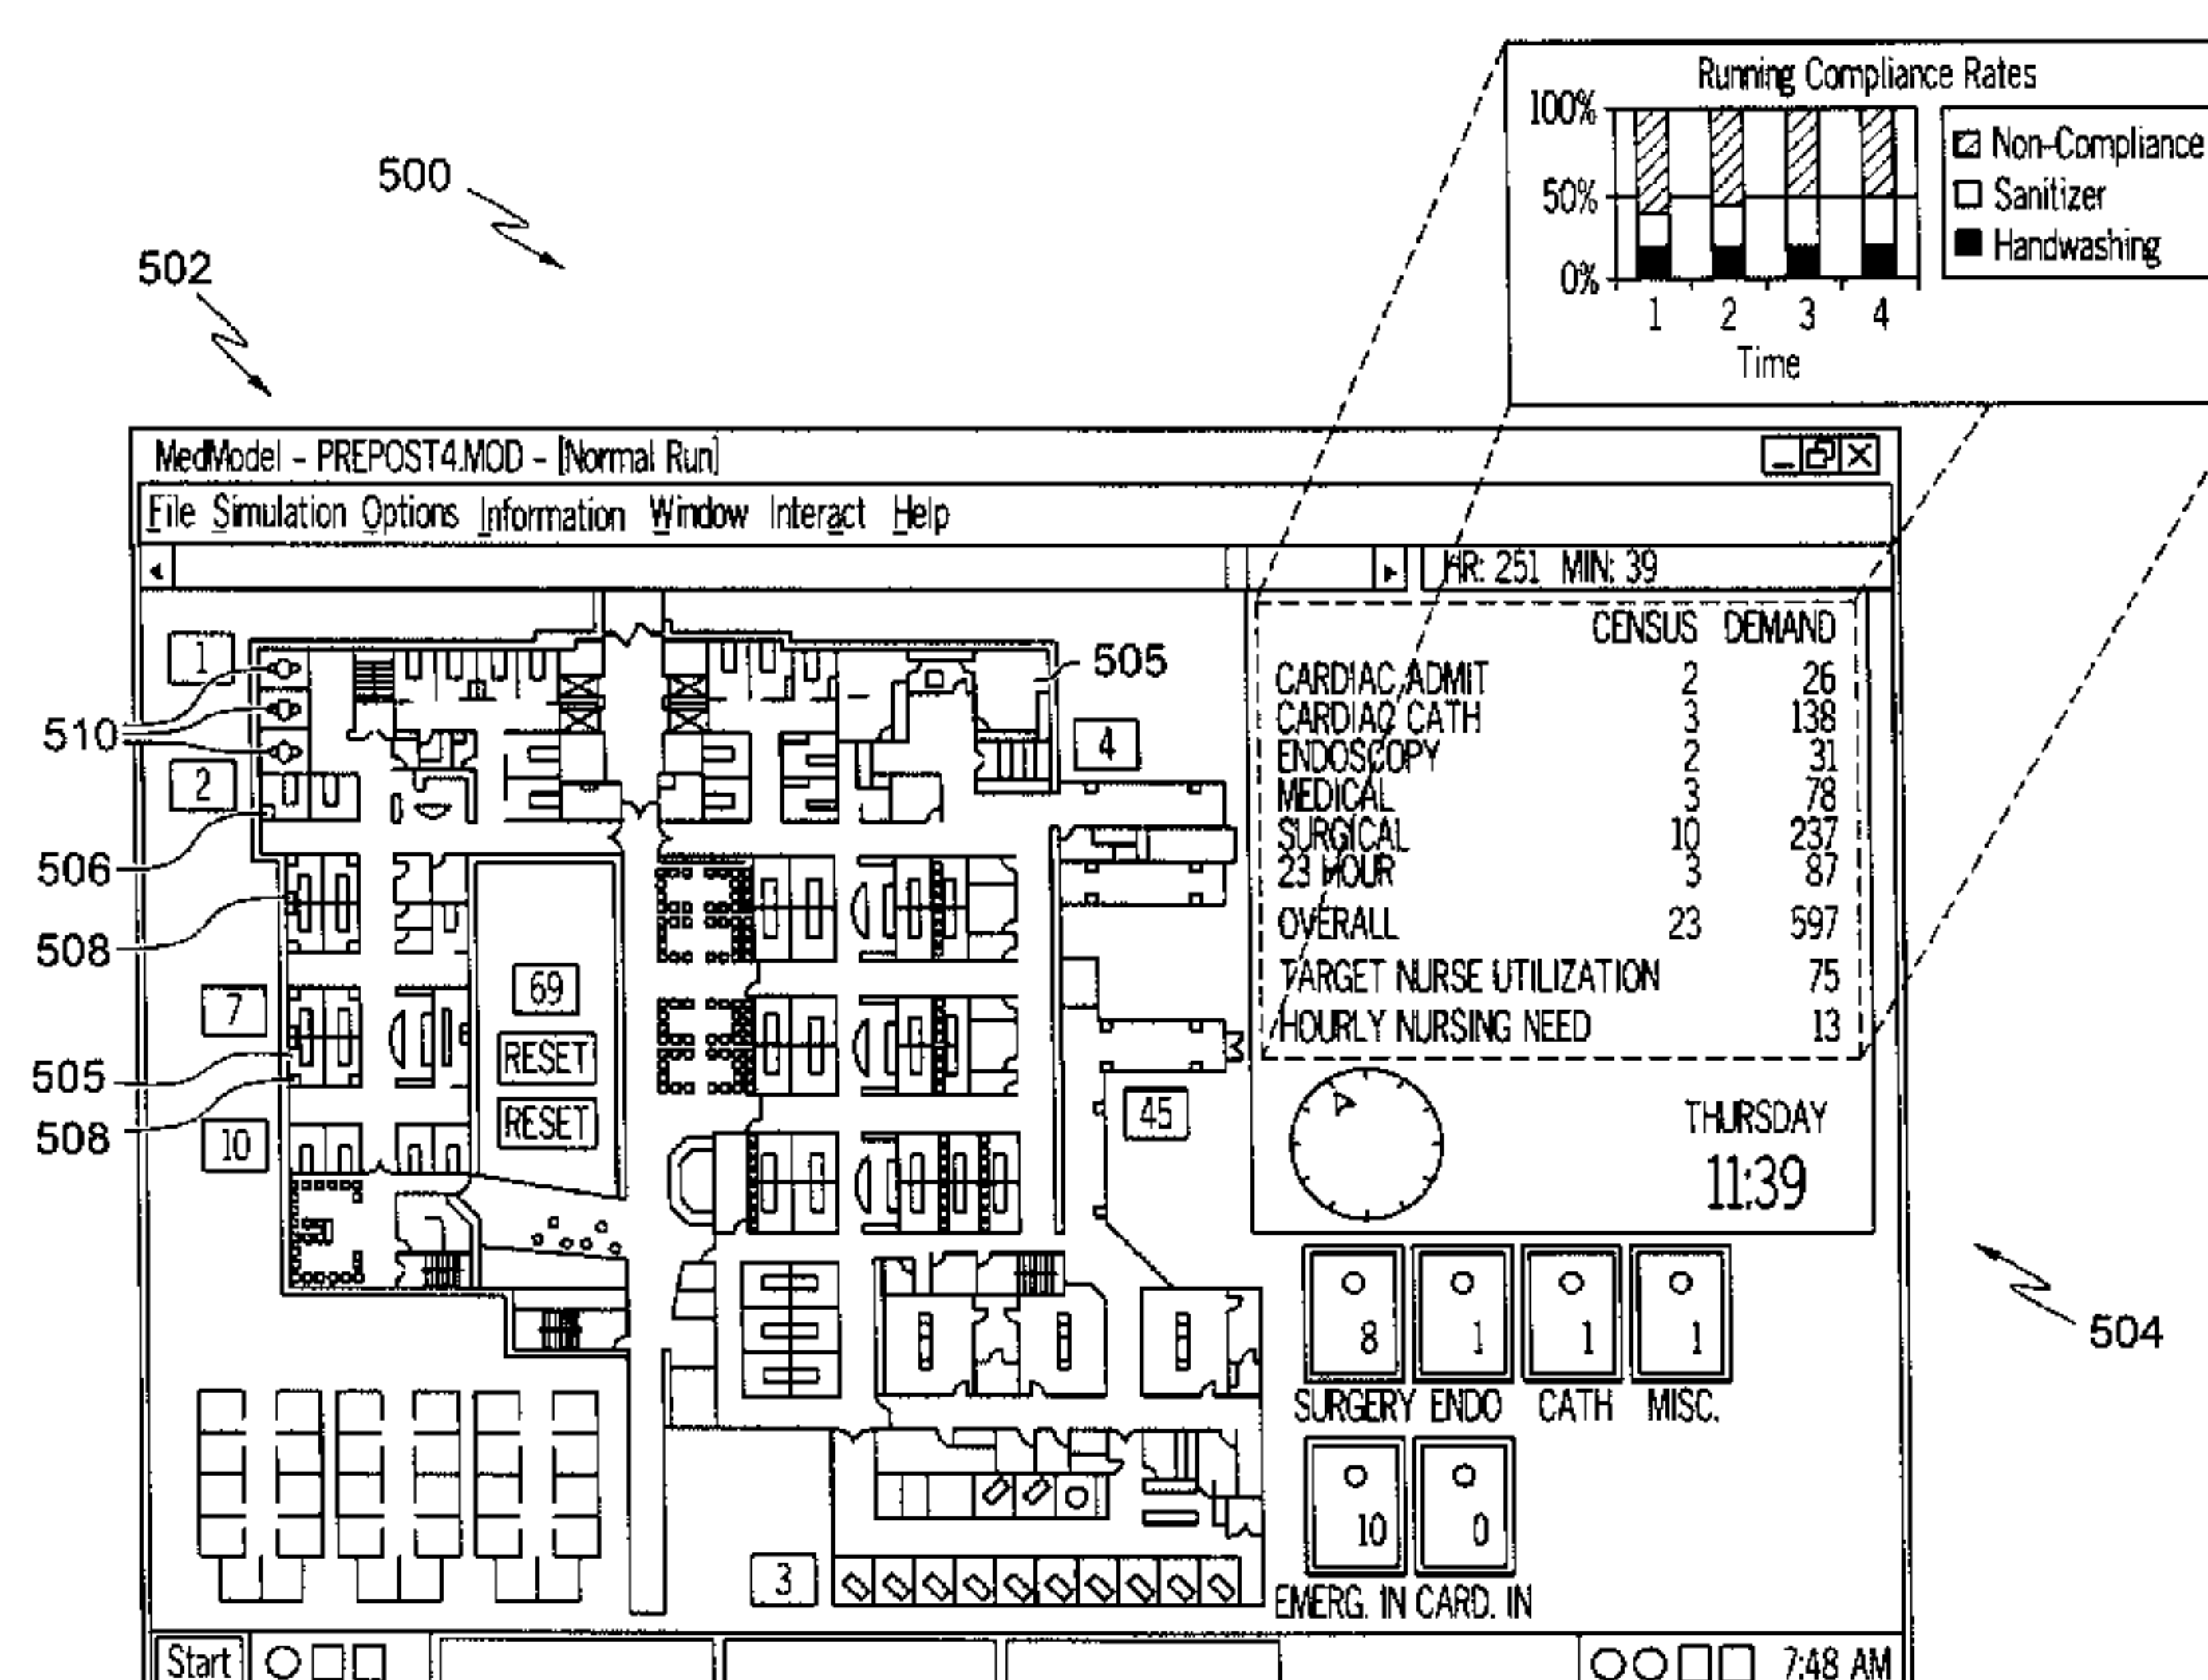 Running Compliance Rates
100%
50%
0%
1 2 3 4
Time
Non-Compliance
Sanitizer
Handwashing
500
502
MedModel - PREPOST4.MOD - [Normal Run]
File Simulation Options Information Window Interact Help
HR: 251 MIN: 39
CENSUS DEMAND
CARDIAC ADMIT 2 26
CARDIAC CATH 3 138
ENDOSCOPY 2 31
MEDICAL 3 78
SURGICAL 10 237
23 HOUR 3 87
OVERALL 23 597
TARGET NURSE UTILIZATION 75
HOURLY NURSING NEED 13
THURSDAY
11:39
1
505
510
4
2
506
508
7
69
RESET
505
RESET
508
10
45
504
8 1 1 1
SURGERY ENDO CATH MISC.
10 0
EMERG. IN CARD. IN
3
Start
7:48 AM